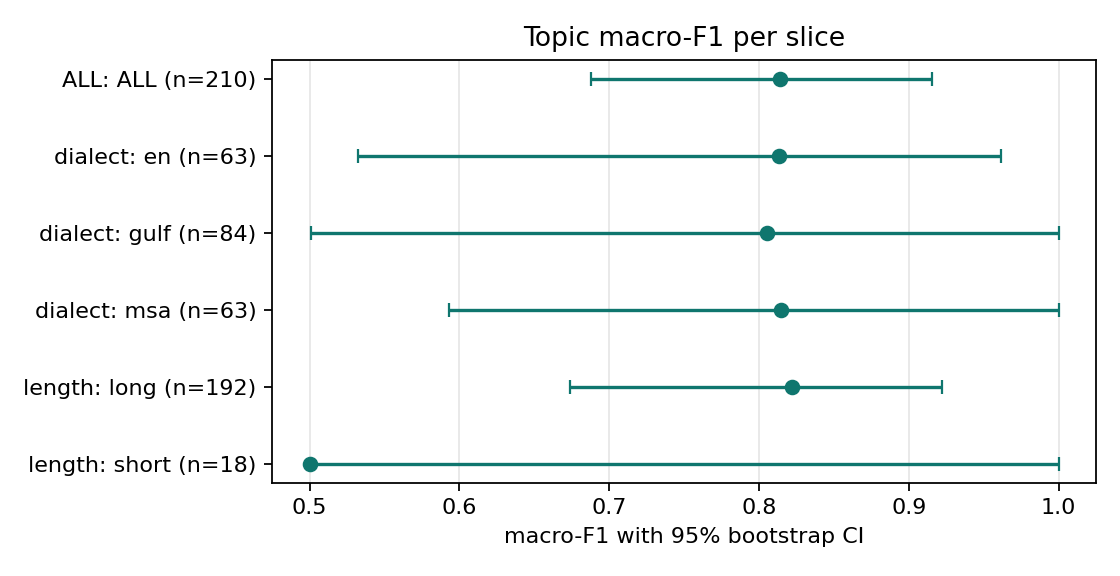 Topic macro-F1 per slice
ALL: ALL (n=210)
dialect: en (n=63)
dialect: gulf (n=84)
dialect: msa (n=63)
length: long (n=192)
length: short (n=18)
0.5 0.6 0.7 0.8 0.9 1.0
macro-F1 with 95% bootstrap CI